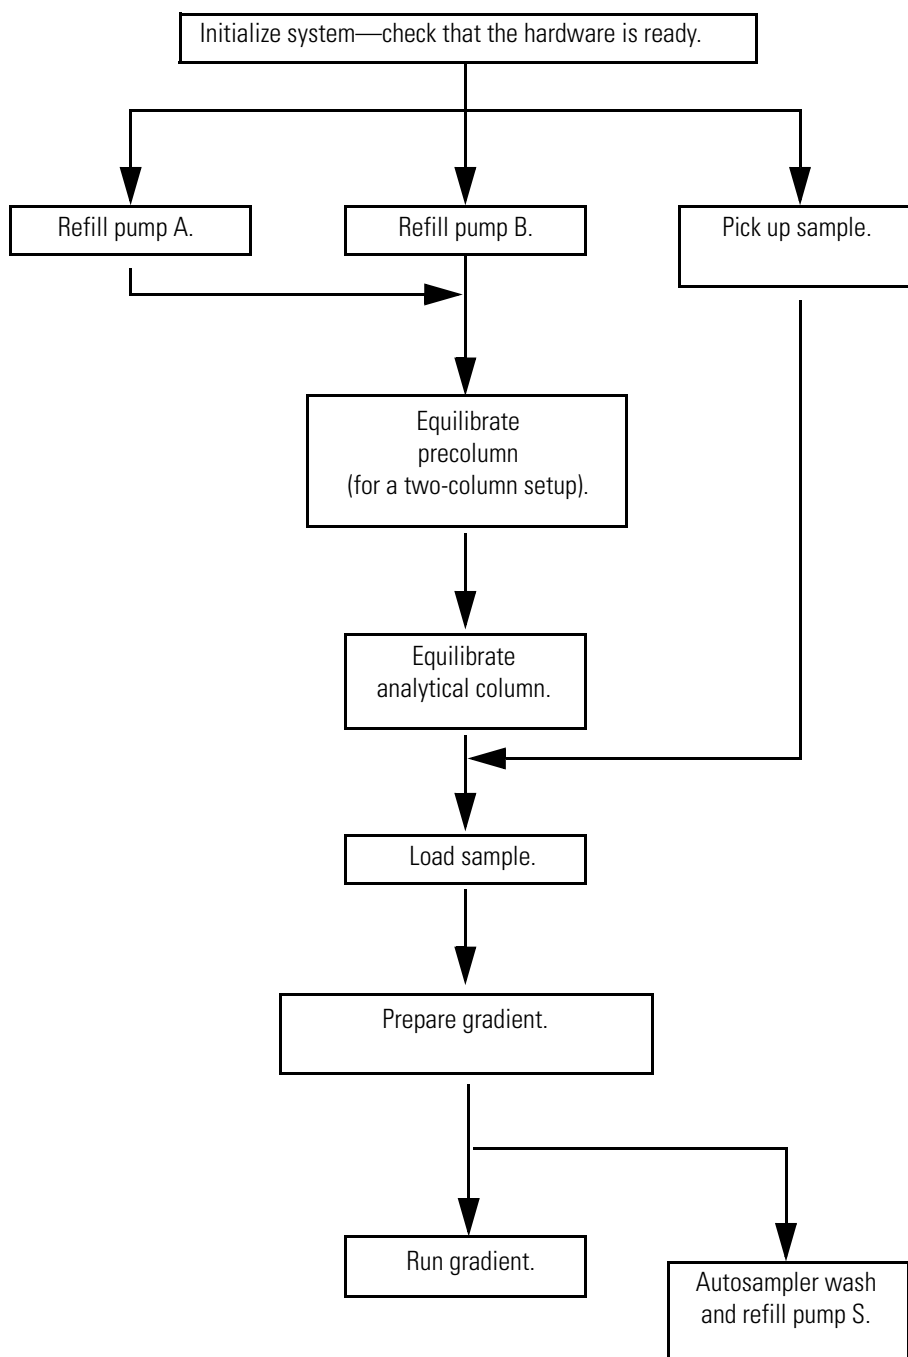 Initialize system—check that the hardware is ready.
Refill pump A.
Refill pump B.
Pick up sample.
Equilibrate
precolumn
(for a two-column setup).
Equilibrate
analytical column.
Load sample.
Prepare gradient.
Run gradient.
Autosampler wash
and refill pump S.